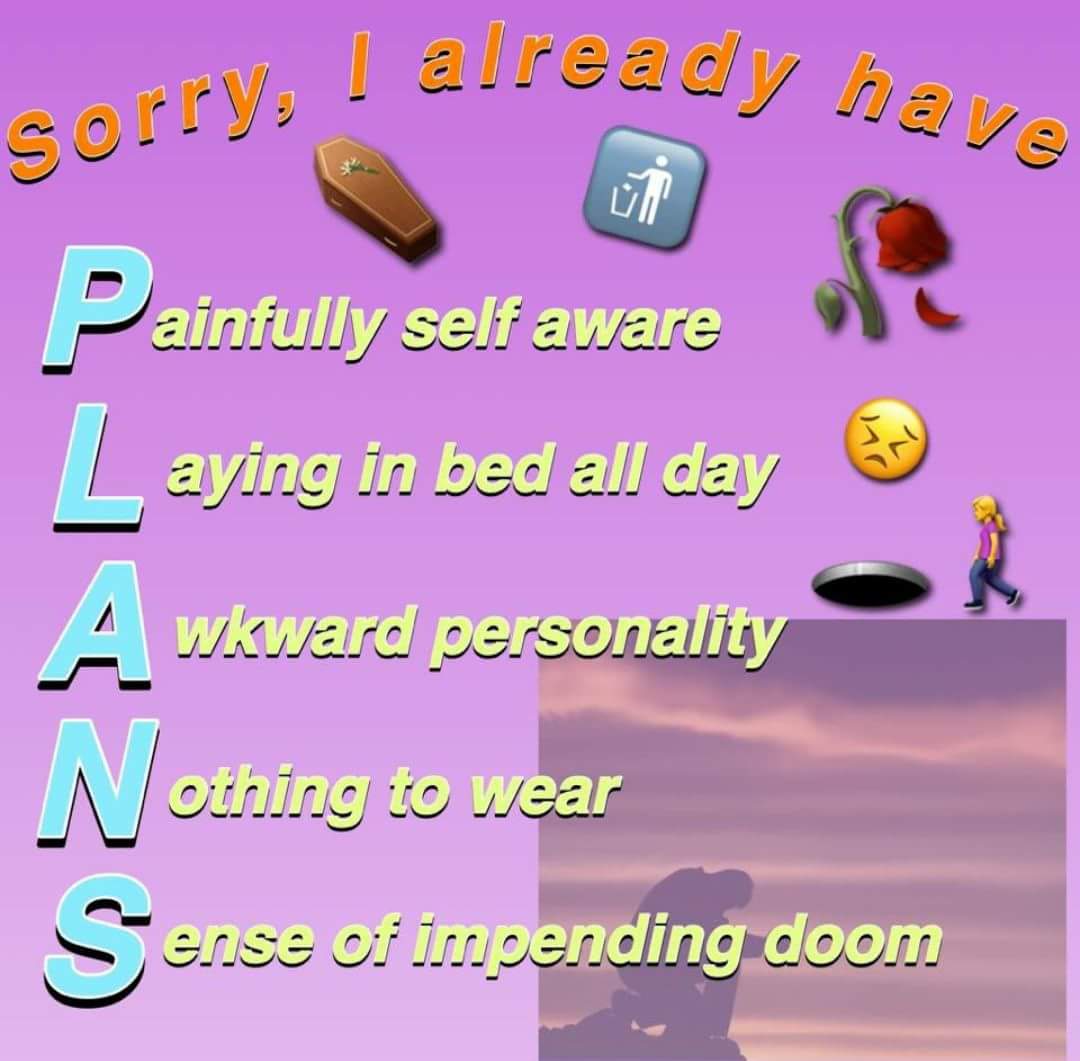 Sorry, I already have
Painfully self aware
Laying in bed all day
Awkward personality
Nothing to wear
Sense of impending doom